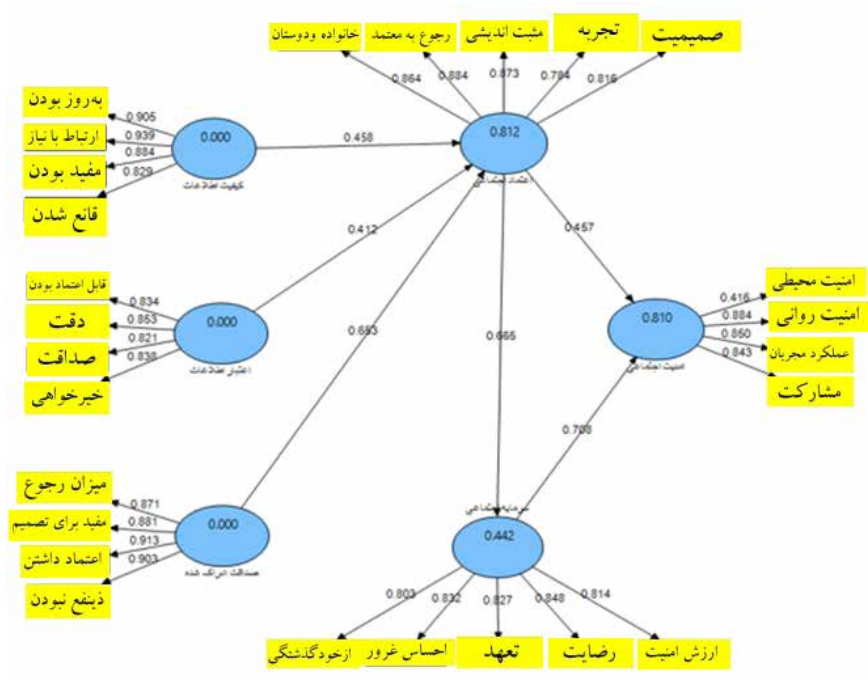 خانواده ودوستان
رجوع به معتمد
مثبت اندیشی
تجربه
صمیمیت
0.864
0.884
0.873
0.784
0.816
به‌روز بودن
ارتباط با نیاز
مفید بودن
قانع شدن
0.905
0.939
0.884
0.829
0.000
کیفیت اطلاعات
0.458
0.812
اعتماد اجتماعی
قابل اعتماد بودن
دقت
صداقت
خیرخواهی
0.834
0.853
0.821
0.838
0.000
اعتبار اطلاعات
0.412
0.457
0.653
0.665
0.810
امنیت اجتماعی
0.416
0.884
0.850
0.843
امنیت محیطی
امنیت روانی
عملکرد مجریان
مشارکت
میزان رجوع
مفید برای تصمیم
اعتماد داشتن
ذینفع نبودن
0.871
0.881
0.913
0.903
0.000
صداقت ادراک شده
0.708
سرمایه اجتماعی
0.442
0.803
0.832
0.827
0.848
0.814
ازخودگذشتگی
احساس غرور
تعهد
رضایت
ارزش امنیت